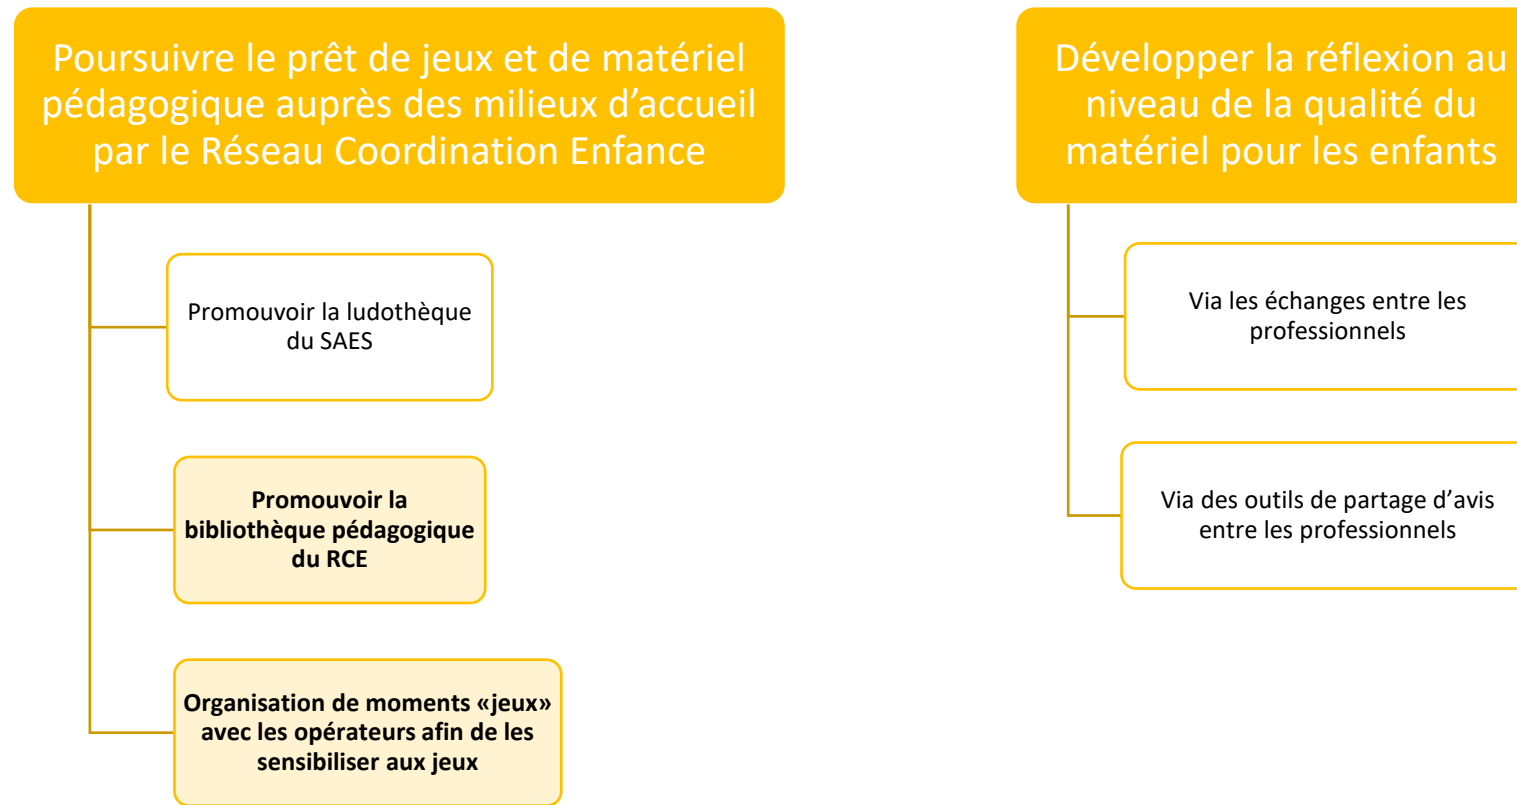 Poursuivre le prêt de jeux et de matériel
pédagogique auprès des milieux d’accueil
par le Réseau Coordination Enfance
Promouvoir la ludothèque
du SAES
Promouvoir la
bibliothèque pédagogique
du RCE
Organisation de moments «jeux»
avec les opérateurs afin de les
sensibiliser aux jeux
Développer la réflexion au
niveau de la qualité du
matériel pour les enfants
Via les échanges entre les
professionnels
Via des outils de partage d’avis
entre les professionnels